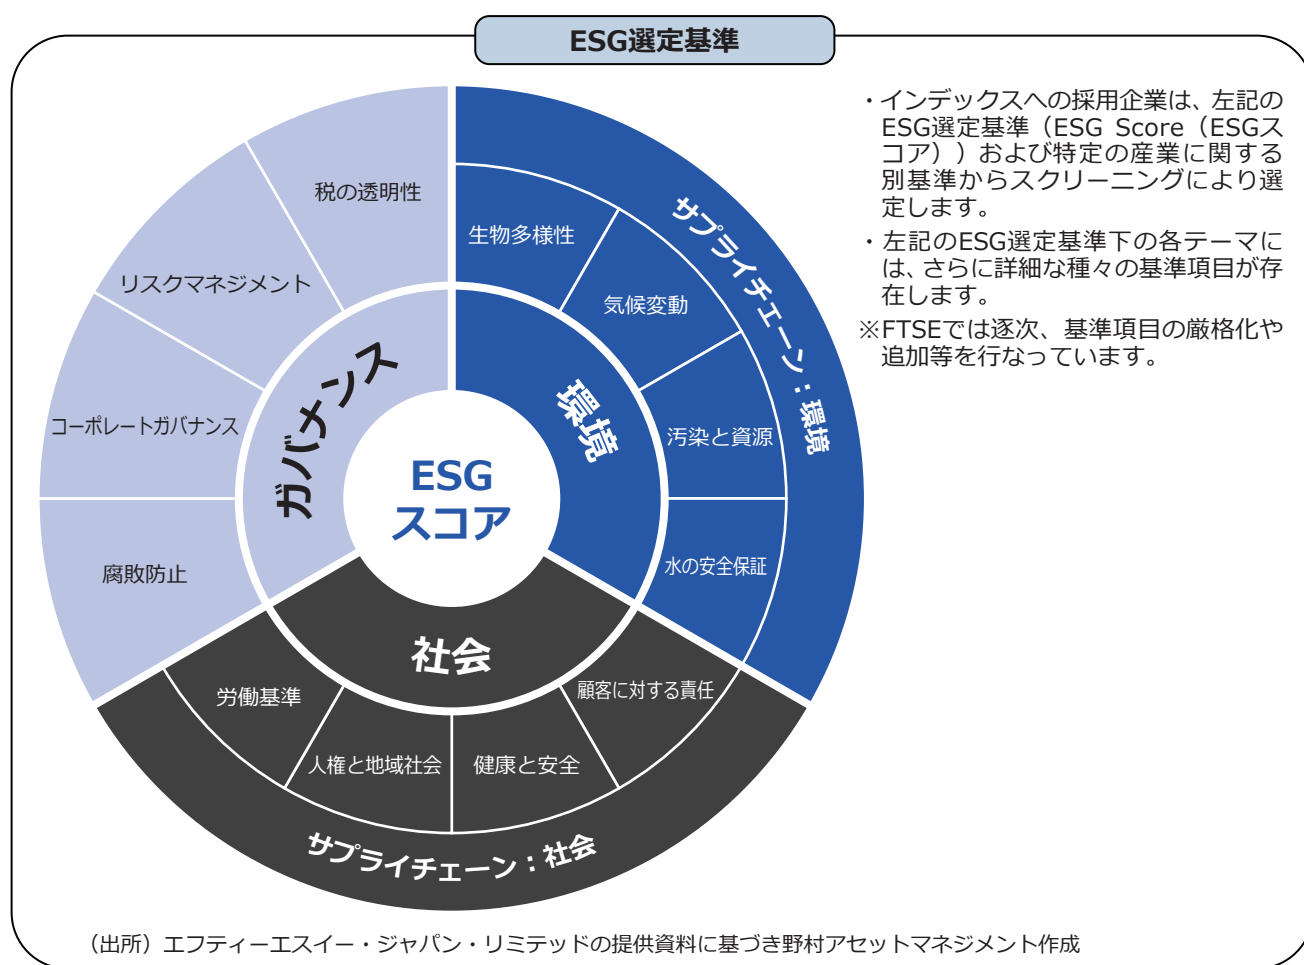 ESG選定基準
税の透明性
リスクマネジメント
コーポレートガバナンス
腐敗防止
ガバナンス
生物多様性
気候変動
汚染と資源
水の安全保証
環境
サプライチェーン：環境
ESG
スコア
社会
労働基準
人権と地域社会
健康と安全
顧客に対する責任
サプライチェーン：社会
・インデックスへの採用企業は、左記の
ESG選定基準（ESG Score（ESGス
コア））および特定の産業に関する
別基準からスクリーニングにより選
定します。
・左記のESG選定基準下の各テーマに
は、さらに詳細な種々の基準項目が存
在します。
※FTSEでは逐次、基準項目の厳格化や
追加等を行なっています。
（出所）エフティーエスイー・ジャパン・リミテッドの提供資料に基づき野村アセットマネジメント作成